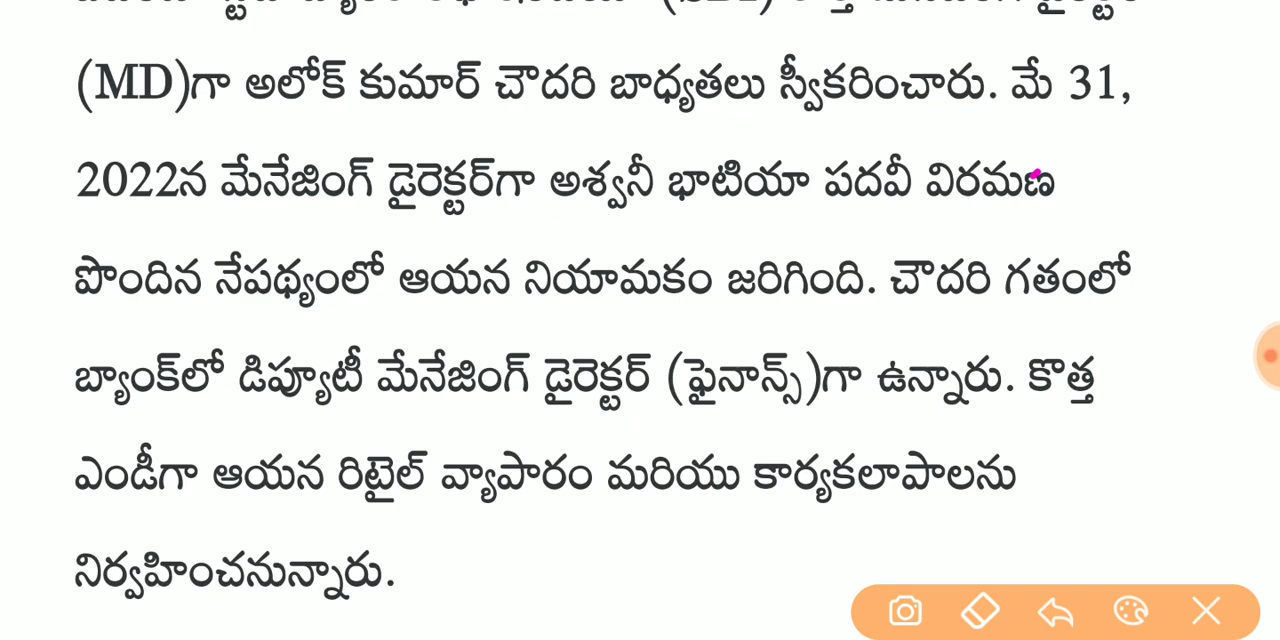 (MD)గా అలోక్ కుమార్ చౌదరి బాధ్యతలు స్వీకరించారు. మే 31,
2022న మేనేజింగ్ డైరెక్టర్‌గా అశ్వనీ భాటియా పదవీ విరమణ
పొందిన నేపథ్యంలో ఆయన నియామకం జరిగింది. చౌదరి గతంలో
బ్యాంక్‌లో డిప్యూటీ మేనేజింగ్ డైరెక్టర్ (ఫైనాన్స్)గా ఉన్నారు. కొత్త
ఎండీగా ఆయన రిటైల్ వ్యాపారం మరియు కార్యకలాపాలను
నిర్వహించనున్నారు.